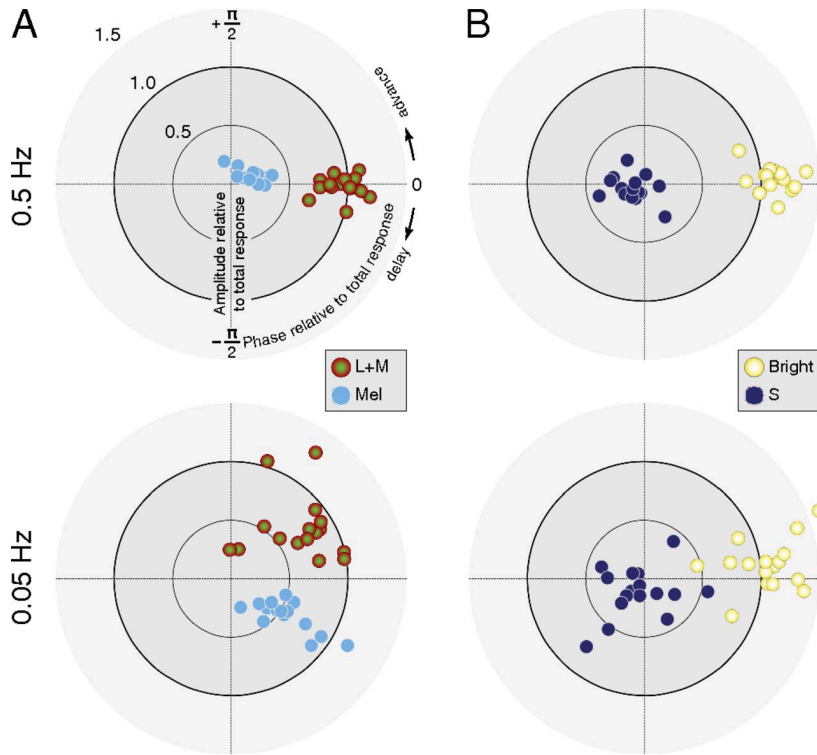 A
B
+ π/2
1.5
1.0
0.5
advance
0
delay
0.5 Hz
Amplitude relative
to total response
Phase relative to total response
− π/2
L+M
Mel
Bright
S
0.05 Hz